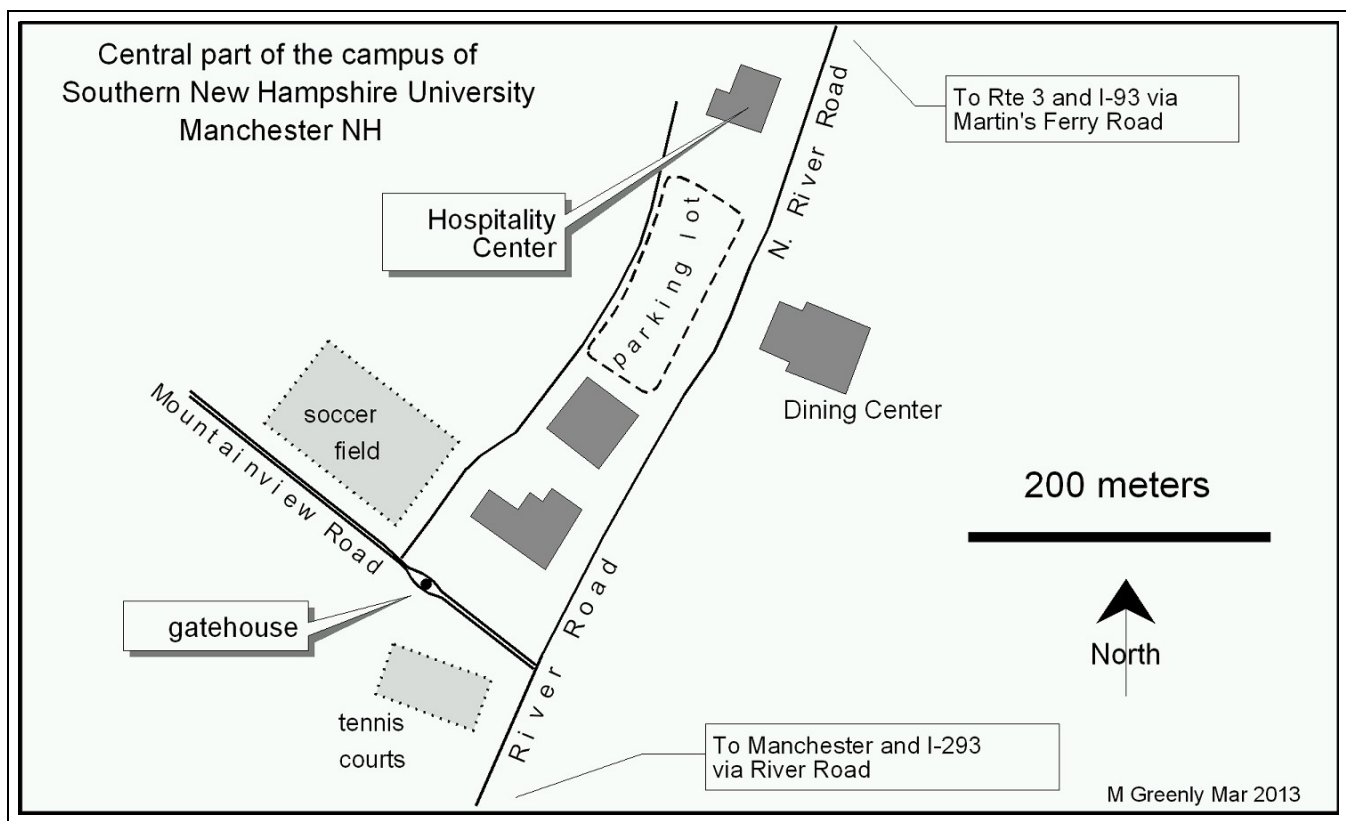 Central part of the campus of
Southern New Hampshire University
Manchester NH
To Rte 3 and I-93 via
Martin's Ferry Road
N. River Road
Hospitality
Center
parking lot
soccer
field
Dining Center
Mountainview Road
200 meters
gatehouse
River Road
North
tennis
courts
To Manchester and I-293
via River Road
M Greenly Mar 2013